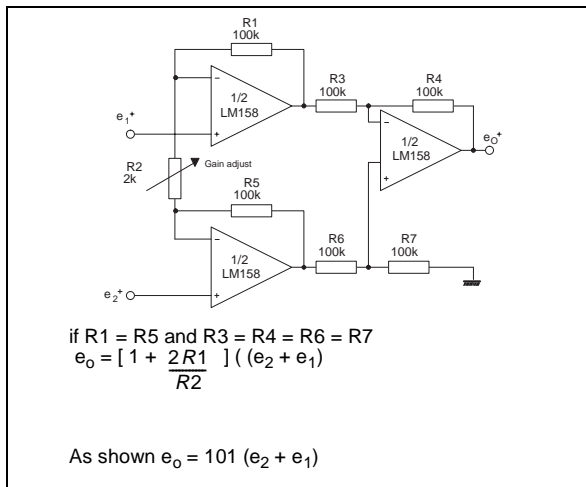 R1
100k
R3
100k
R4
100k
1/2
LM158
e1+
R2
2k
Gain adjust
R5
100k
1/2
LM158
eO+
1/2
LM158
R6
100k
R7
100k
e2+
if R1 = R5 and R3 = R4 = R6 = R7
eo = [ 1 + 2R1 ] ( (e2 + e1)
R2
As shown eo = 101 (e2 + e1)